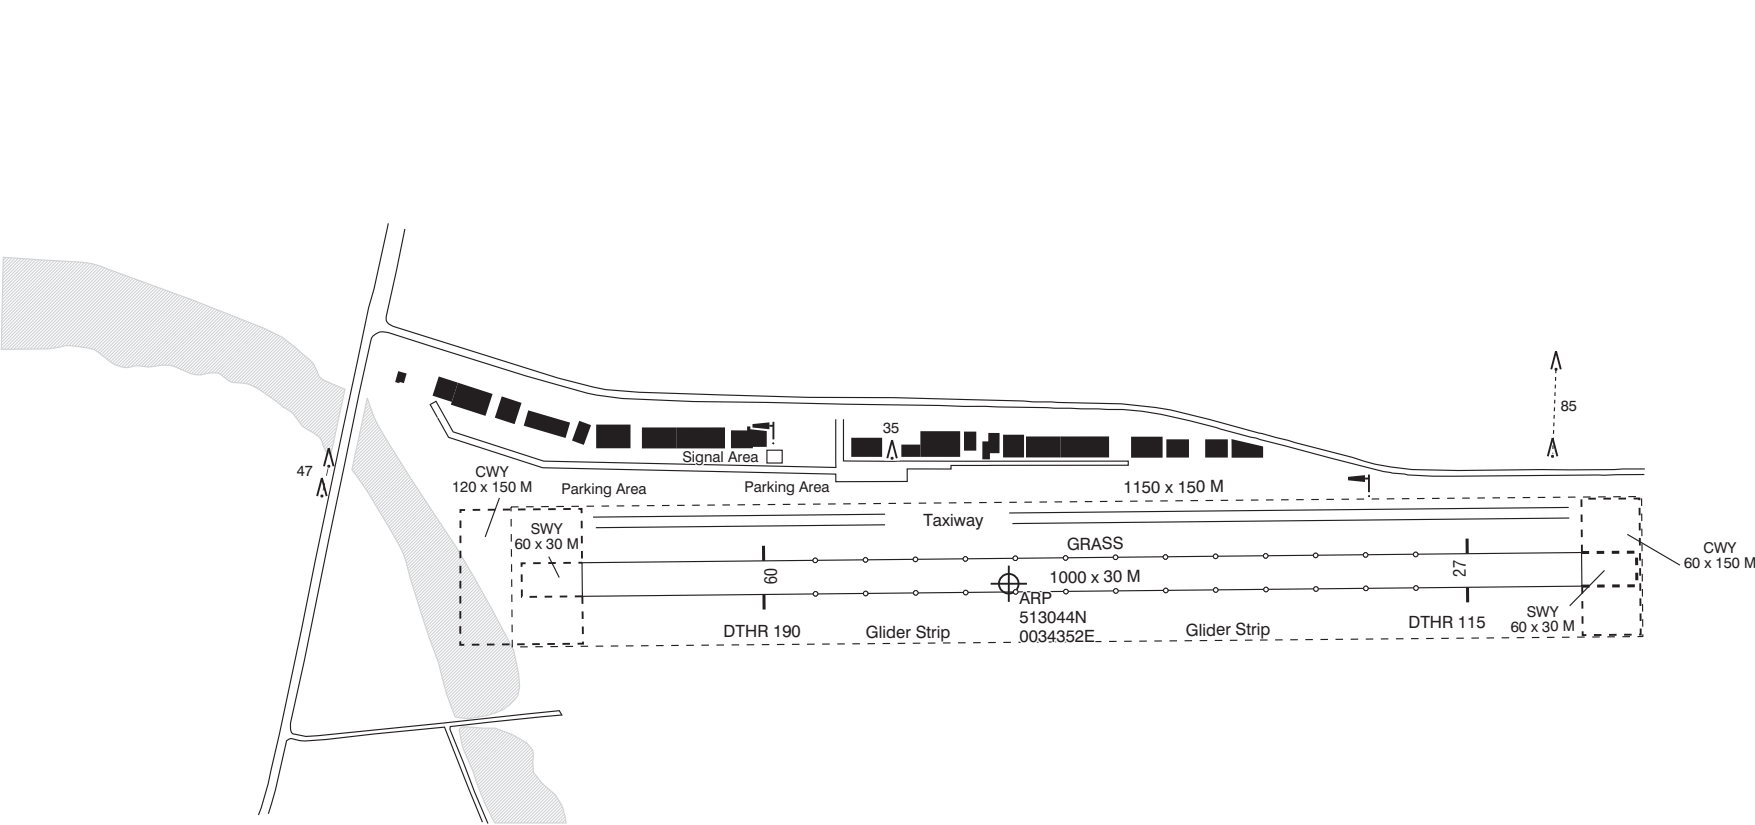 85
35
Signal Area
47
CWY
120 x 150 M
Parking Area
Parking Area
1150 x 150 M
Taxiway
SWY
60 x 30 M
GRASS
CWY
60 x 150 M
09
1000 x 30 M
27
ARP
513044N
0034352E
DTHR 190
Glider Strip
Glider Strip
DTHR 115
SWY
60 x 30 M